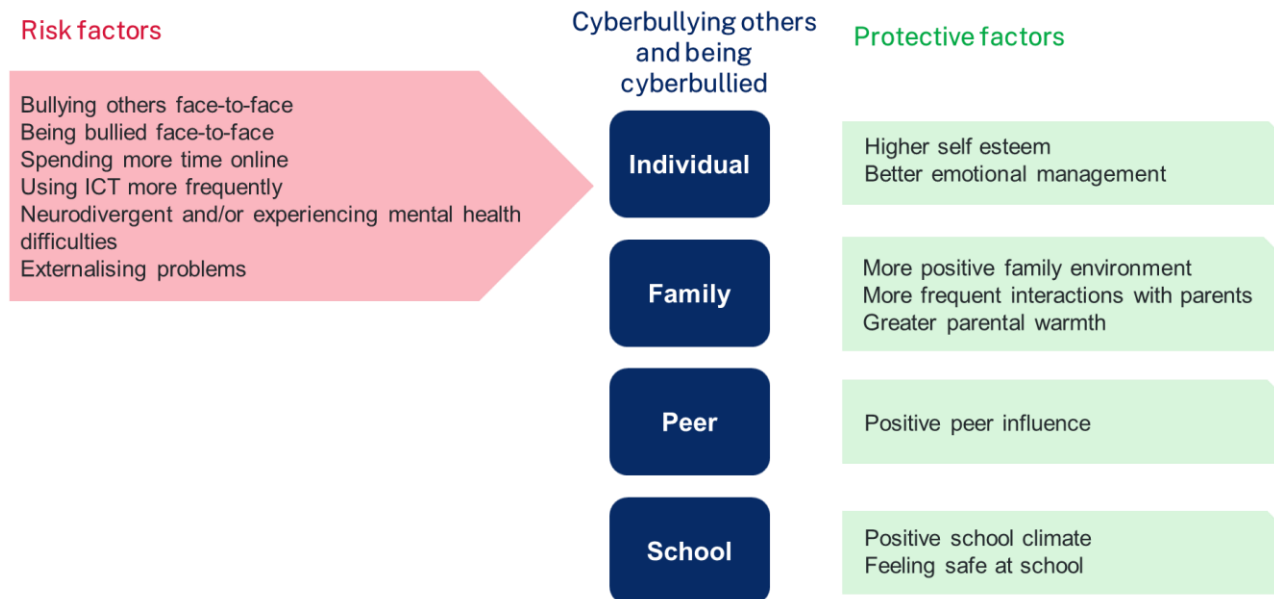 Risk factors
Bullying others face-to-face
Being bullied face-to-face
Spending more time online
Using ICT more frequently
Neurodivergent and/or experiencing mental health
difficulties
Externalising problems
Cyberbullying others
and being
cyberbullied
Individual
Family
Peer
School
Protective factors
Higher self esteem
Better emotional management
More positive family environment
More frequent interactions with parents
Greater parental warmth
Positive peer influence
Positive school climate
Feeling safe at school